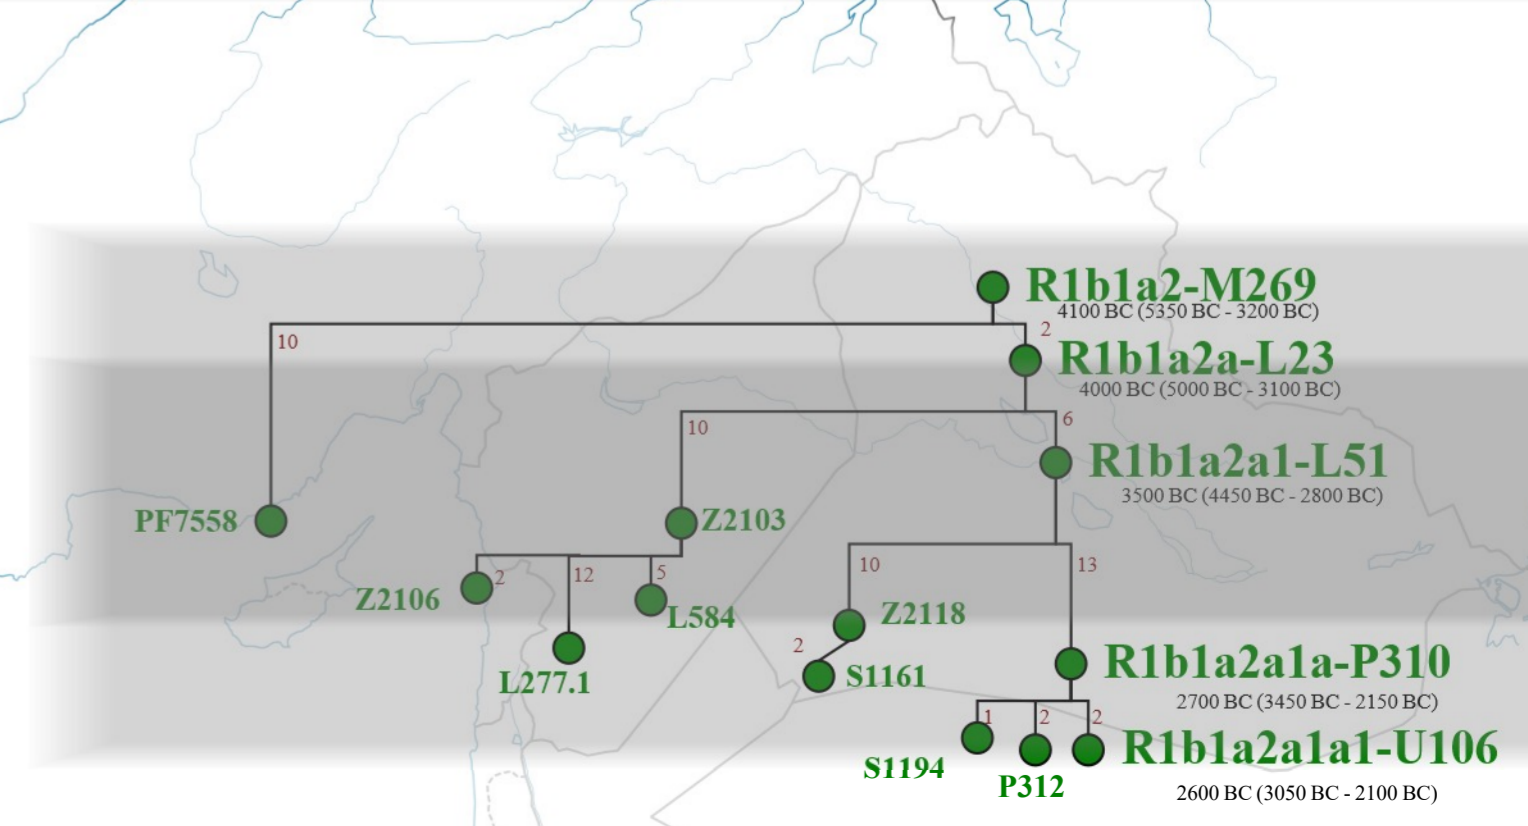 R1b1a2-M269
4100 BC (5350 BC - 3200 BC)
10
2
R1b1a2a-L23
4000 BC (5000 BC - 3100 BC)
10
6
R1b1a2a1-L51
3500 BC (4450 BC - 2800 BC)
PF7558
Z2103
2
12
5
10
13
Z2106
L584
Z2118
L277.1
2
S1161
R1b1a2a1a-P310
2700 BC (3450 BC - 2150 BC)
1
2
2
S1194
P312
R1b1a2a1a1-U106
2600 BC (3050 BC - 2100 BC)